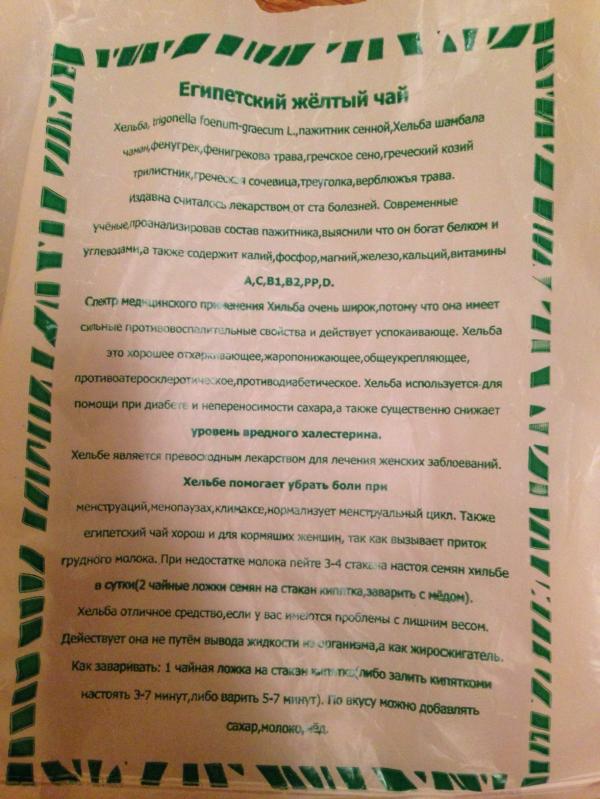 Египетский жёлтый чай
Хельба, trigonella foenum-graecum L.,пажитник сенной,Хельба шамбала
чаман,фенугрек,фенигрекова трава,гречское сено,греческий козий
трилистник,греческая сочевица,треуголка,верблюжья трава.
издавна считалось лекарством от ста болезней. Современные
учёные,проанализировав состав пажитника,выяснили что он богат белком и
углеводами,а также содержит калий,фосфор,магний,железо,кальций,витамины
A,C,B1,B2,PP,D.
Спектр медицинского применения Хильба очень широк,потому что она имеет
сильные противовоспалительные свойства и действует успокаивающе. Хельба
это хорошее отхаркивающее,жаропонижающее,общеукрепляющее,
противоатеросклеротическое,противодиабетическое. Хельба используется для
помощи при диабете и непереносимости сахара,а также существенно снижает
уровень вредного халестерина.
Хельбе является превосходным лекарством для лечения женских заблоеваний.
Хельбе помогает убрать боли при
менструаций,менопаузах,климаксе,нормализует менструальный цикл. Также
египетский чай хорош и для кормяших женшин, так как вызывает приток
грудного молока. При недостатке молока пейте 3-4 стакана настоя семян хильбе
в сутки(2 чайные ложки семян на стакан кипятка,заварить с мёдом).
Хельба отличное средство,если у вас имеются проблемы с лишним весом.
Дейиствует она не путём вывода жидкости из организма,а как жиросжигатель.
Как заваривать: 1 чайная ложка на стакан кипятка(либо залить кипяткоми
настоять 3-7 минут,либо варить 5-7 минут). По вкусу можно добавлять
сахар,молоко,мёд.